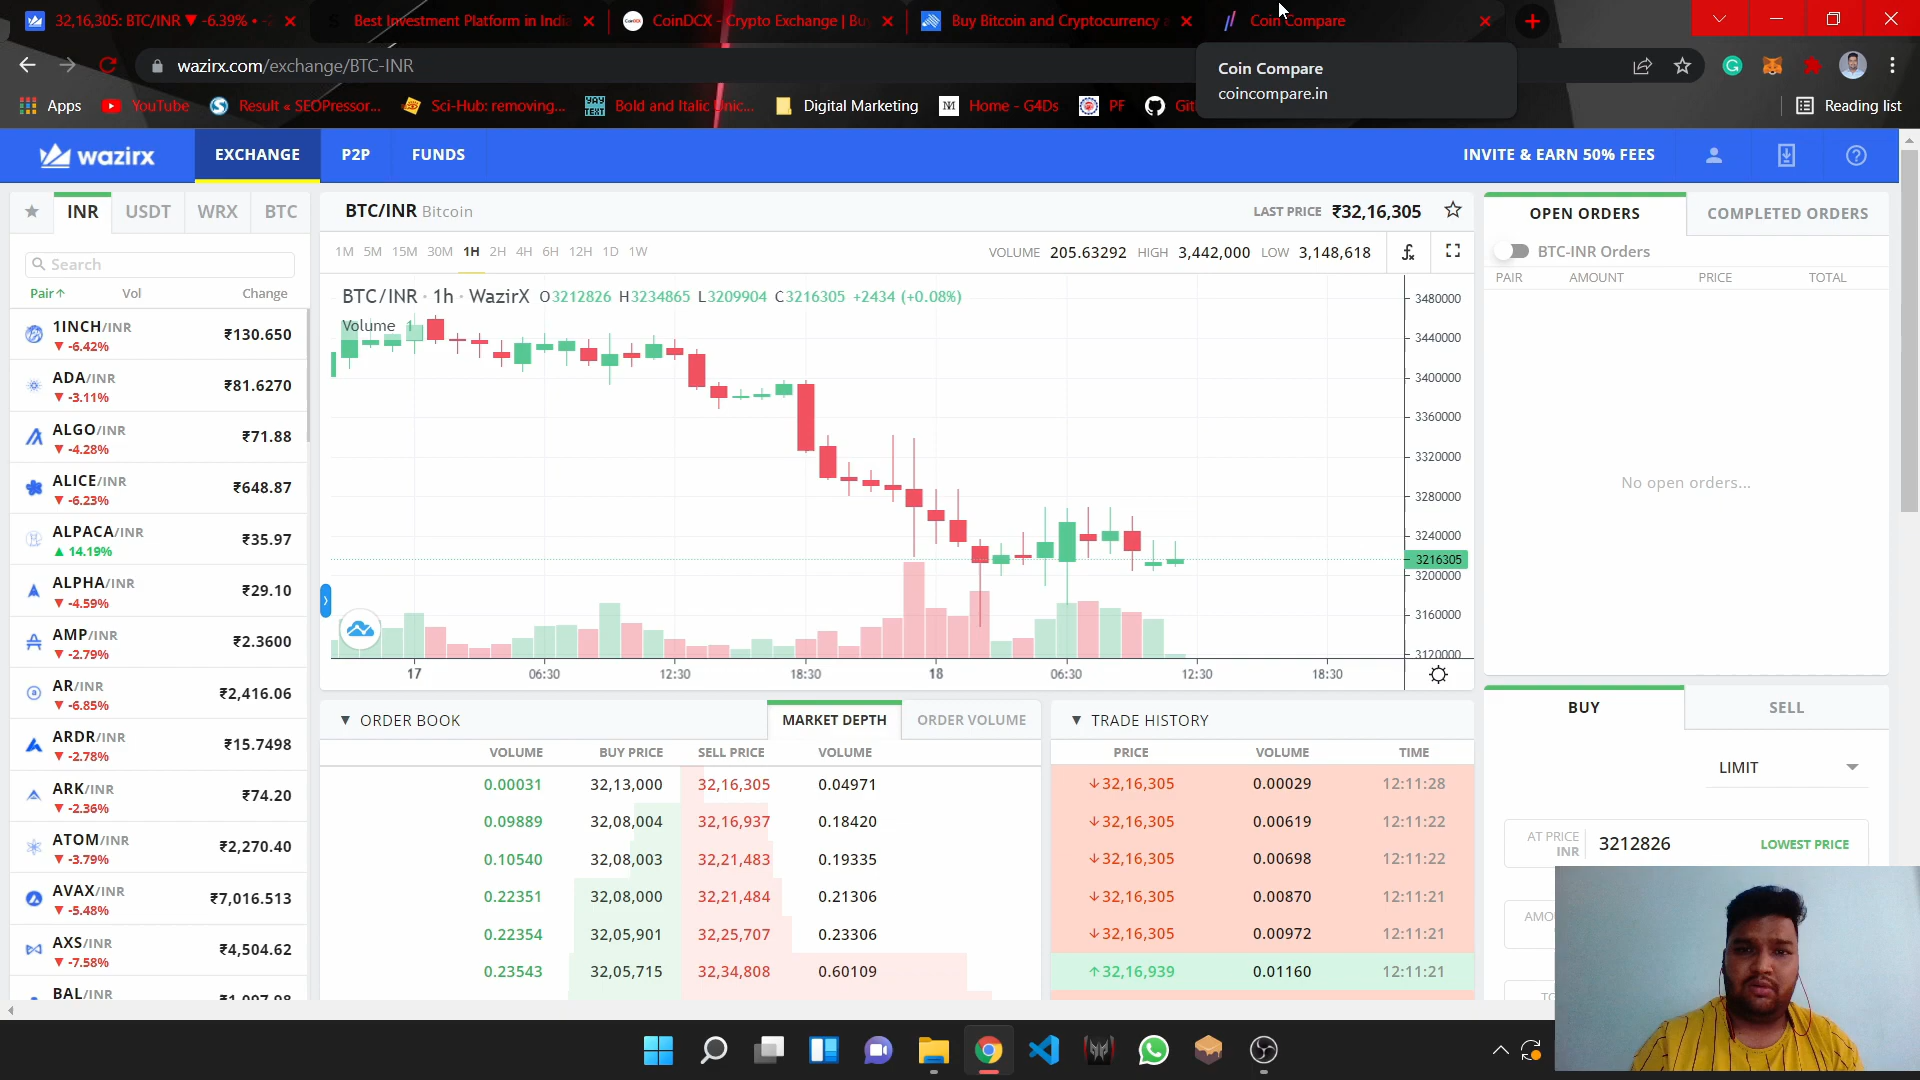 32,16,305: BTC/INR ▼ -6.39% •
Best Investment Platform in India
CoinDCX - Crypto Exchange | Buy
Buy Bitcoin and Cryptocurrency
Coin Compare
wazirx.com/exchange/BTC-INR
Coin Compare
coincompare.in
Apps
YouTube
Result « SEOPressor...
Sci-Hub: removing...
Bold and Italic Unic...
Digital Marketing
Home - G4Ds
PF
Git
Reading list
wazirx
EXCHANGE
P2P
FUNDS
INVITE & EARN 50% FEES
INR
USDT
WRX
BTC
Search
Pair↑ Vol Change
1INCH/INR ₹130.650
▼ -6.42%
ADA/INR ₹81.6270
▼ -3.11%
ALGO/INR ₹71.88
▼ -4.28%
ALICE/INR ₹648.87
▼ -6.23%
ALPACA/INR ₹35.97
▲ 14.19%
ALPHA/INR ₹29.10
▼ -4.59%
AMP/INR ₹2.3600
▼ -2.79%
AR/INR ₹2,416.06
▼ -6.85%
ARDR/INR ₹15.7498
▼ -2.78%
ARK/INR ₹74.20
▼ -2.36%
ATOM/INR ₹2,270.40
▼ -3.79%
AVAX/INR ₹7,016.513
▼ -5.48%
AXS/INR ₹4,504.62
▼ -7.58%
BAL/INR
BTC/INR Bitcoin
LAST PRICE ₹32,16,305
1M 5M 15M 30M 1H 2H 4H 6H 12H 1D 1W
VOLUME 205.63292 HIGH 3,442,000 LOW 3,148,618
BTC/INR · 1h · WazirX O3212826 H3234865 L3209904 C3216305 +2434 (+0.08%)
Volume 1
3480000
3440000
3400000
3360000
3320000
3280000
3240000
3216305
3200000
3160000
3120000
17 06:30 12:30 18:30 18 06:30 12:30 18:30
▼ ORDER BOOK
MARKET DEPTH
ORDER VOLUME
VOLUME BUY PRICE SELL PRICE VOLUME
0.00031 32,13,000 32,16,305 0.04971
0.09889 32,08,004 32,16,937 0.18420
0.10540 32,08,003 32,21,483 0.19335
0.22351 32,08,000 32,21,484 0.21306
0.22354 32,05,901 32,25,707 0.23306
0.23543 32,05,715 32,34,808 0.60109
▼ TRADE HISTORY
PRICE VOLUME TIME
↓32,16,305 0.00029 12:11:28
↓32,16,305 0.00619 12:11:22
↓32,16,305 0.00698 12:11:22
↓32,16,305 0.00870 12:11:21
↓32,16,305 0.00972 12:11:21
↑32,16,939 0.01160 12:11:21
OPEN ORDERS
COMPLETED ORDERS
BTC-INR Orders
PAIR AMOUNT PRICE TOTAL
No open orders...
BUY
SELL
LIMIT
AT PRICE
INR
3212826
LOWEST PRICE
AMO